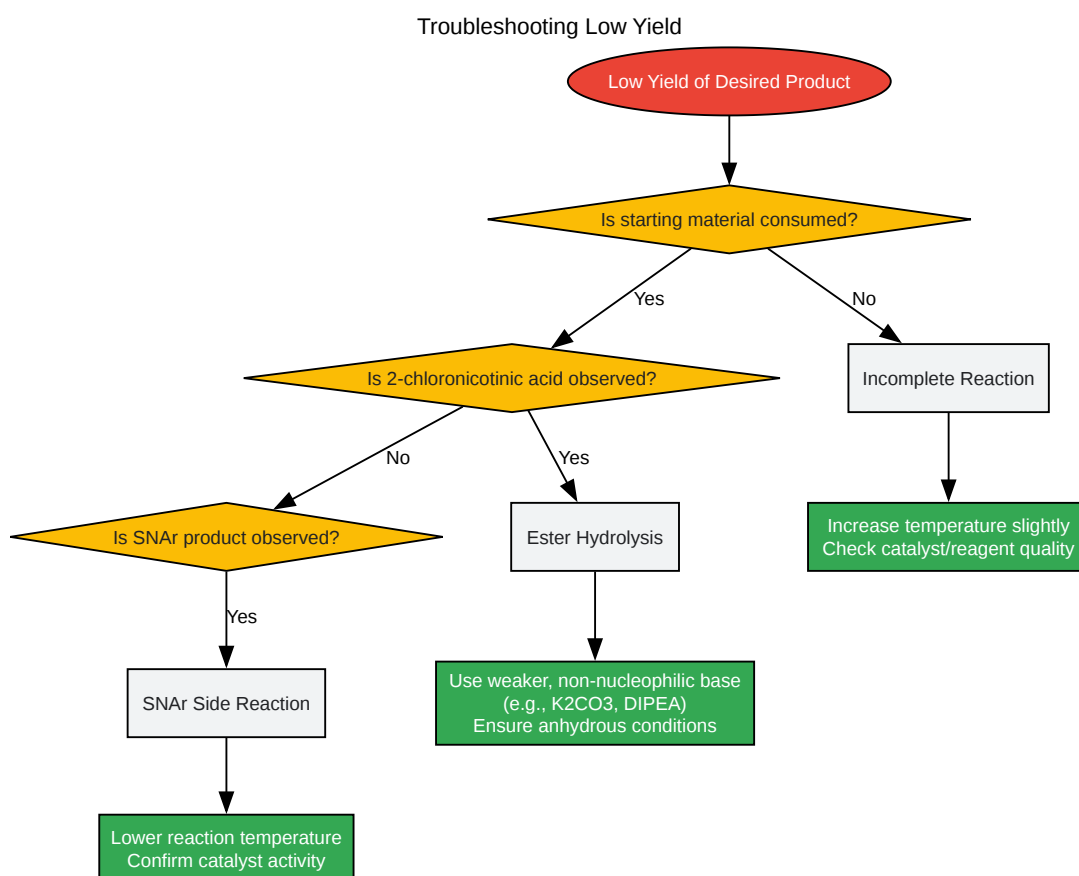 Troubleshooting Low Yield
Low Yield of Desired Product
Is starting material consumed?
Yes
No
Is 2-chloronicotinic acid observed?
Incomplete Reaction
No
Yes
Is SNAr product observed?
Ester Hydrolysis
Increase temperature slightly
Check catalyst/reagent quality
Yes
SNAr Side Reaction
Use weaker, non-nucleophilic base
(e.g., K2CO3, DIPEA)
Ensure anhydrous conditions
Lower reaction temperature
Confirm catalyst activity